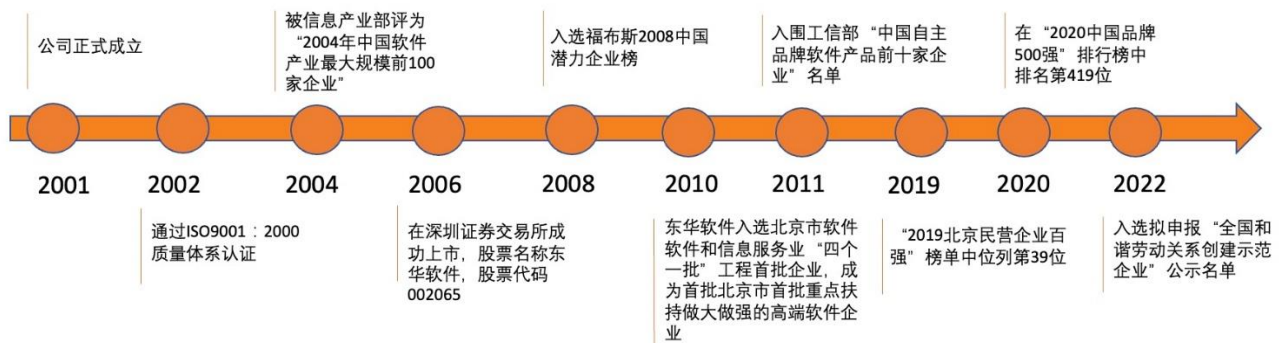 公司正式成立
被信息产业部评为
“2004年中国软件
产业最大规模前100
家企业”
入选福布斯2008中国
潜力企业榜
入围工信部“中国自主
品牌软件产品前十家企
业”名单
在“2020中国品牌
500强”排行榜中
排名第419位
2001
2002
2004
2006
2008
2010
2011
2019
2020
2022
通过ISO9001：2000
质量体系认证
在深圳证券交易所成
功上市，股票名称东
华软件，股票代码
002065
东华软件入选北京市软件
软件和信息服务业“四个
一批”工程首批企业，成
为首批北京市首批重点扶
持做大做强的高端软件企
业
“2019北京民营企业百
强”榜单中位列第39位
入选拟申报“全国和
谐劳动关系创建示范
企业”公示名单